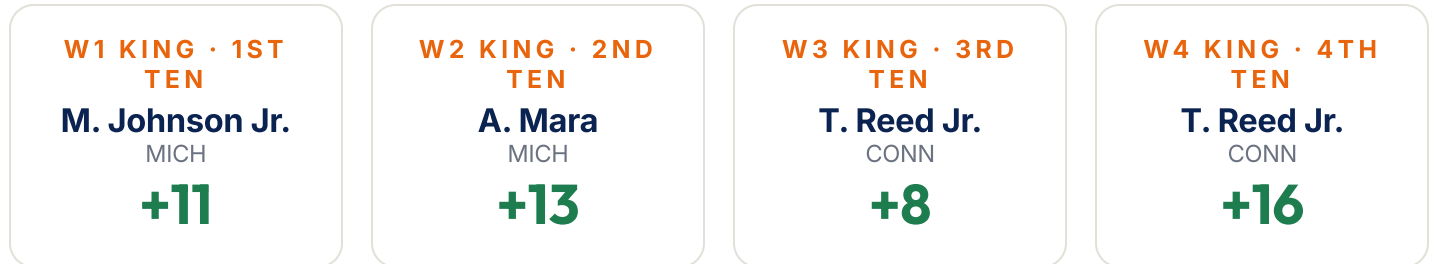 W1 KING · 1ST
TEN
M. Johnson Jr.
MICH
+11
W2 KING · 2ND
TEN
A. Mara
MICH
+13
W3 KING · 3RD
TEN
T. Reed Jr.
CONN
+8
W4 KING · 4TH
TEN
T. Reed Jr.
CONN
+16